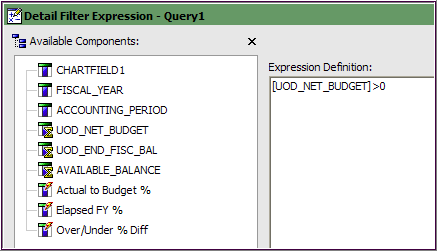 Detail Filter Expression - Query1
Available Components:
CHARTFIELD1
FISCAL_YEAR
ACCOUNTING_PERIOD
UOD_NET_BUDGET
UOD_END_FISC_BAL
AVAILABLE_BALANCE
Actual to Budget %
Elapsed FY %
Over/Under % Diff
Expression Definition:
[UOD_NET_BUDGET]>0